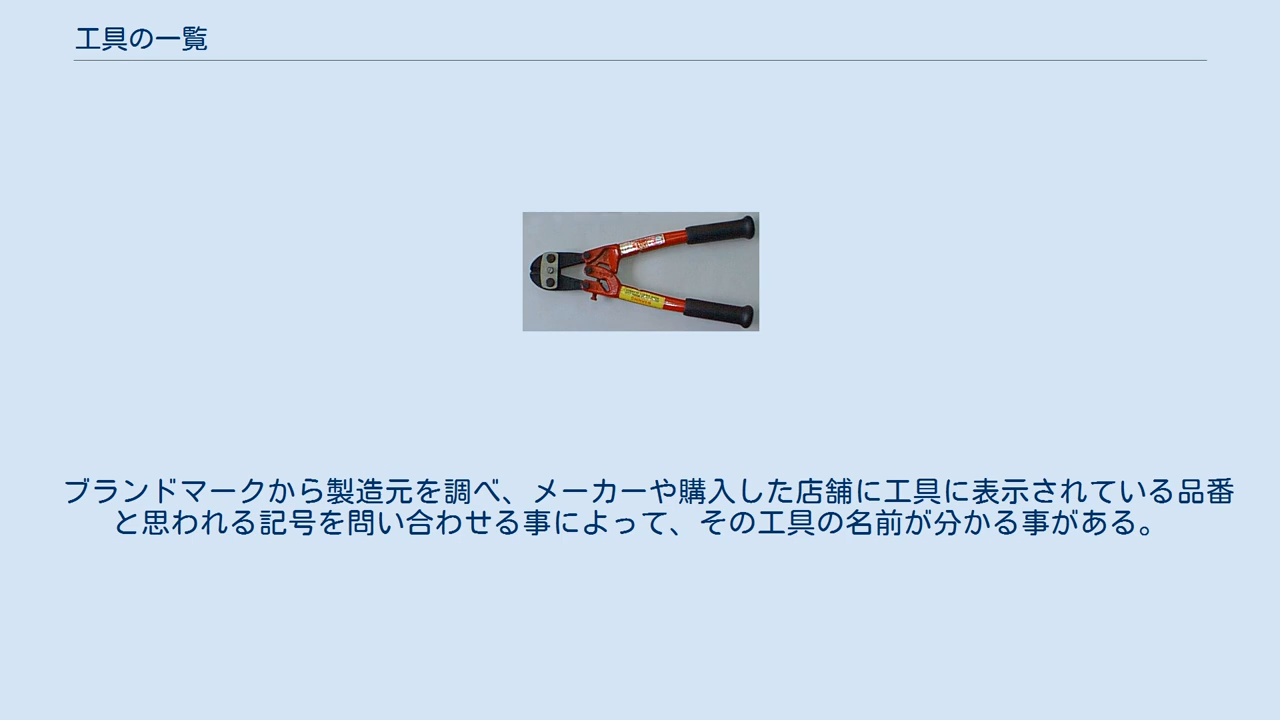 工具の一覧
ブランドマークから製造元を調べ、メーカーや購入した店舗に工具に表示されている品番
と思われる記号を問い合わせる事によって、その工具の名前が分かる事がある。